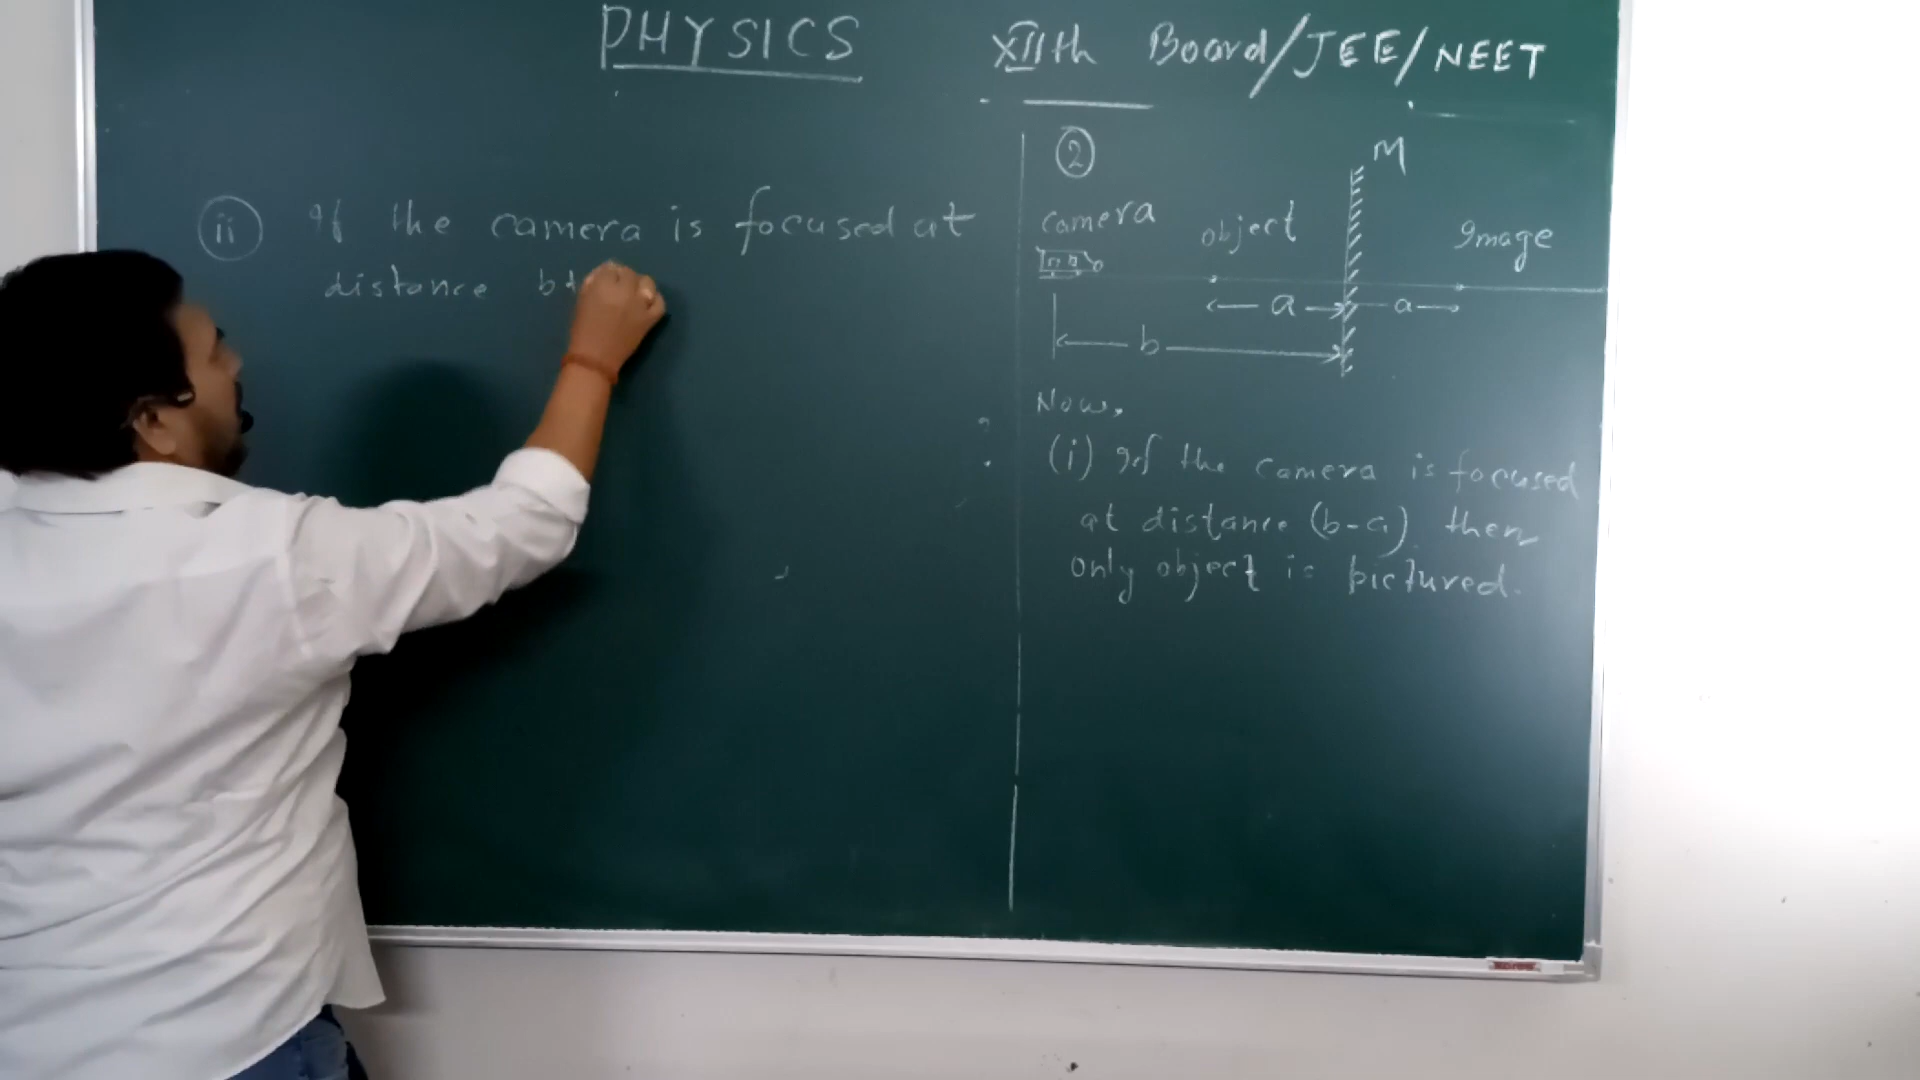 PHYSICS XIIth Board/JEE/NEET
ii If the camera is focused at
distance b+
2
M
camera object Image
a a
b
Now,
(i) If the camera is focused
at distance (b-a) then
only object is pictured.